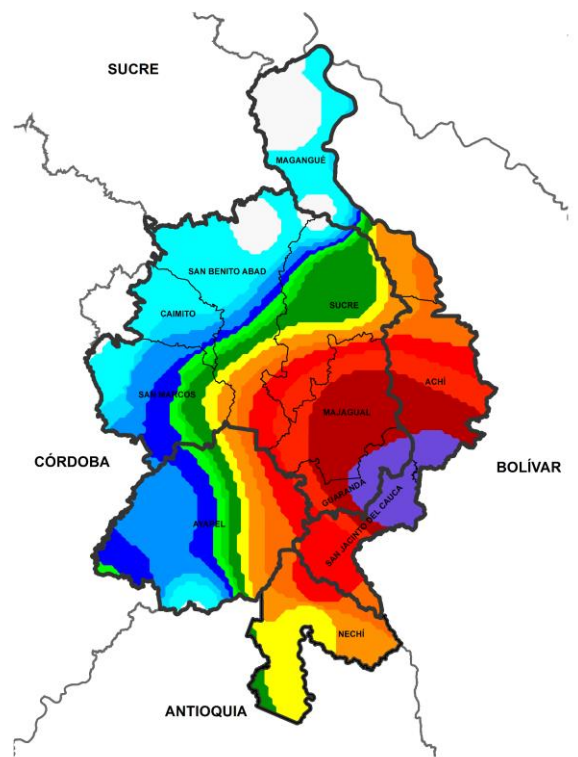 SUCRE
MAGANGUÉ
SAN BENITO ABAD
SUCRE
CAIMITO
ACHÍ
SAN MARCOS
MAJAGUAL
CÓRDOBA
BOLÍVAR
GUARANDA
SAN JACINTO DEL CAUCA
AYAPEL
NECHÍ
ANTIOQUIA